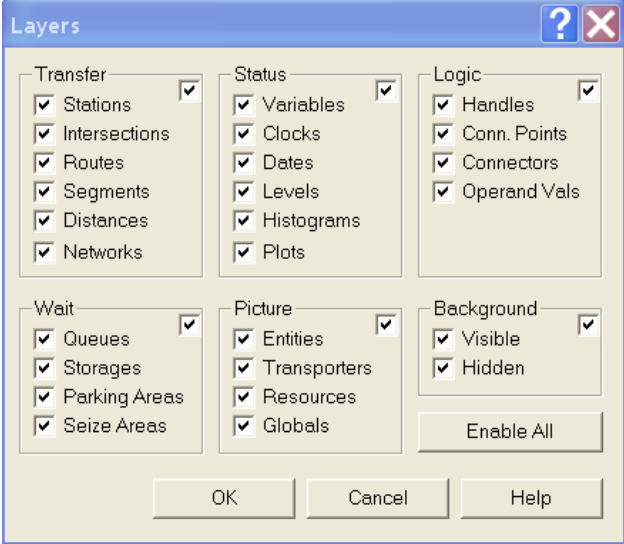 Layers
Transfer
Stations
Intersections
Routes
Segments
Distances
Networks
Status
Variables
Clocks
Dates
Levels
Histograms
Plots
Logic
Handles
Conn. Points
Connectors
Operand Vals
Wait
Queues
Storages
Parking Areas
Seize Areas
Picture
Entities
Transporters
Resources
Globals
Background
Visible
Hidden
Enable All
OK
Cancel
Help